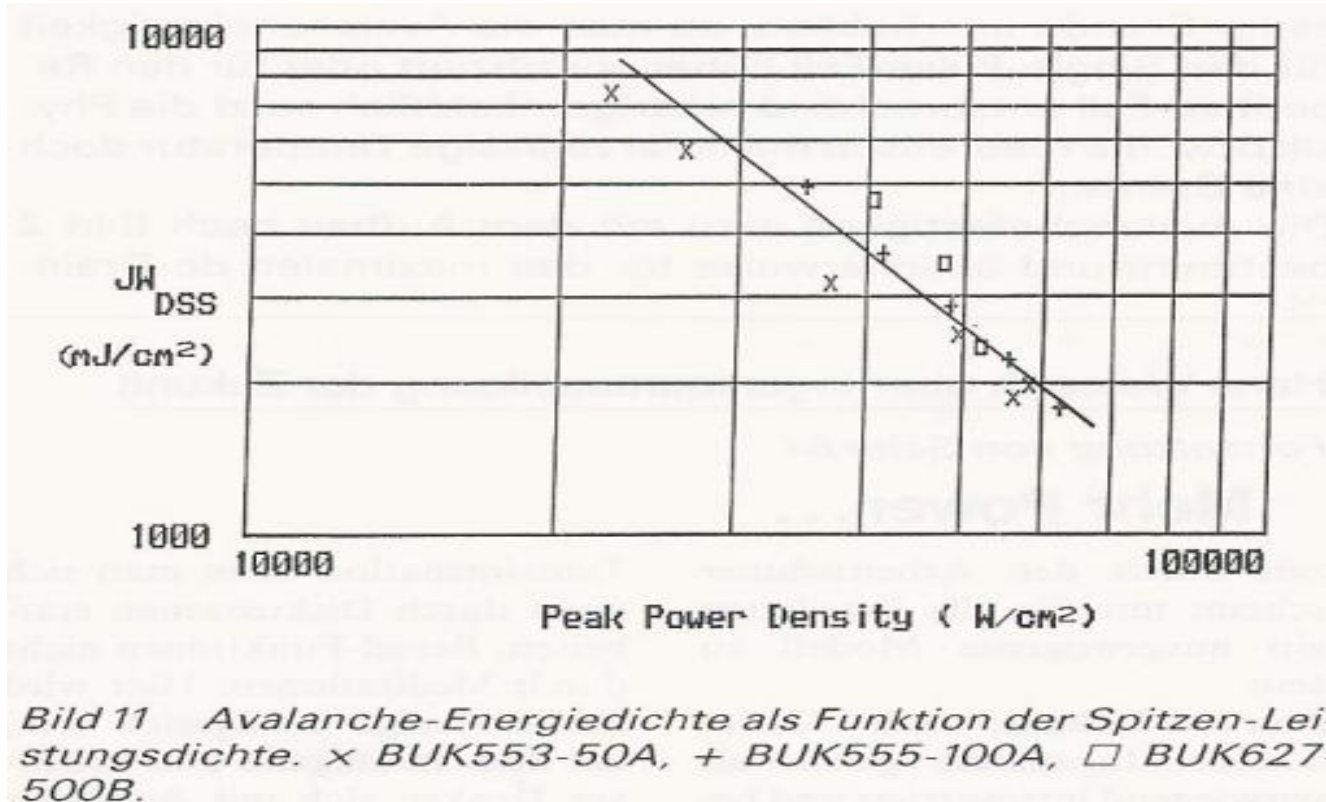 10000
JW
DSS
(mJ/cm²)
1000
10000
100000
Peak Power Density ( W/cm²)
Bild 11 Avalanche-Energiedichte als Funktion der Spitzen-Lei-
stungsdichte. × BUK553-50A, + BUK555-100A, □ BUK627-
500B.